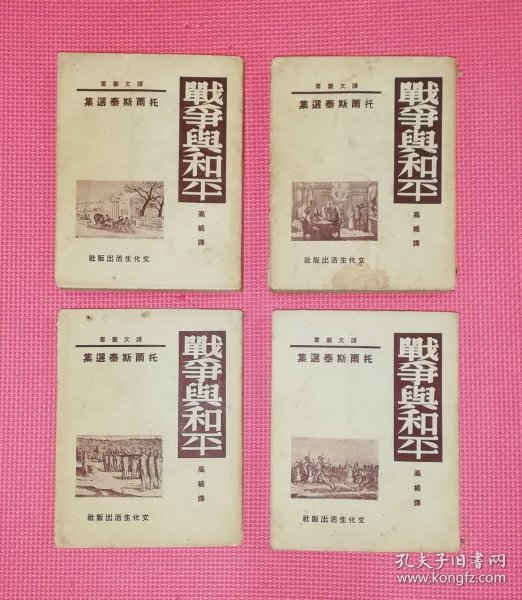 戰爭與和平
高植譯
譯文叢書
托爾斯泰選集
文化生活出版社
戰爭與和平
高植譯
譯文叢書
托爾斯泰選集
文化生活出版社
戰爭與和平
高植譯
譯文叢書
托爾斯泰選集
文化生活出版社
戰爭與和平
高植譯
譯文叢書
托爾斯泰選集
文化生活出版社
孔夫子旧书网
www.kongfz.com